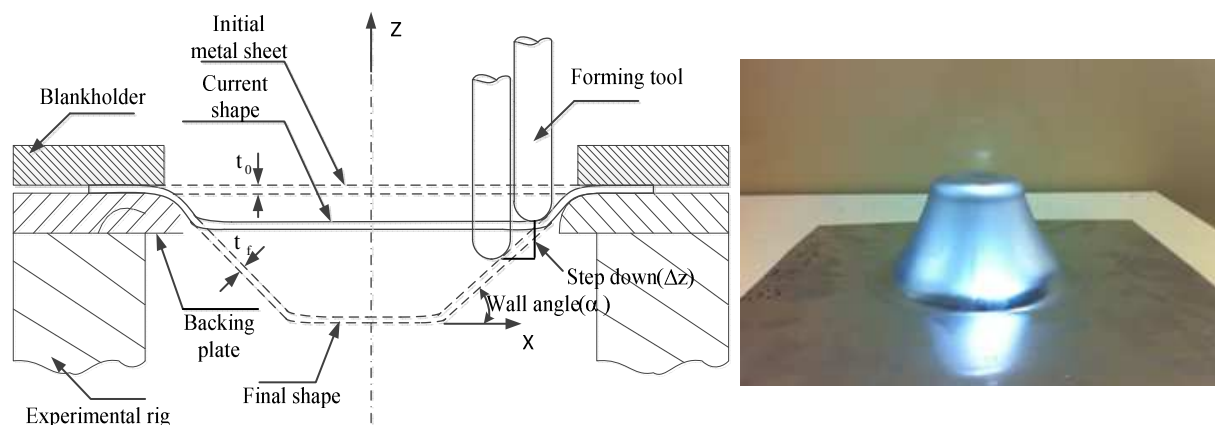 Initial
metal sheet
Z
Current
shape
Forming tool
Blankholder
t0
tf
Step down(Δz)
Wall angle(α)
X
Backing
plate
Final shape
Experimental rig